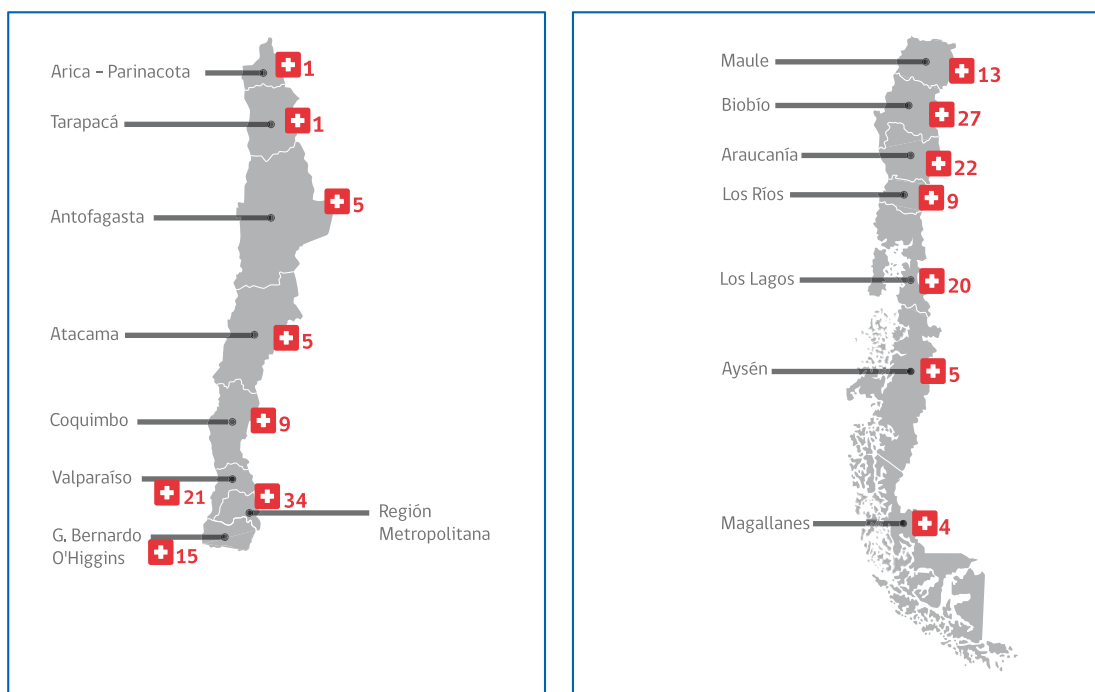 Arica – Parinacota
1
Tarapacá
1
Antofagasta
5
Atacama
5
Coquimbo
9
Valparaíso
21
34
Región
Metropolitana
G. Bernardo
O'Higgins
15
Maule
13
Biobío
27
Araucanía
22
Los Ríos
9
Los Lagos
20
Aysén
5
Magallanes
4